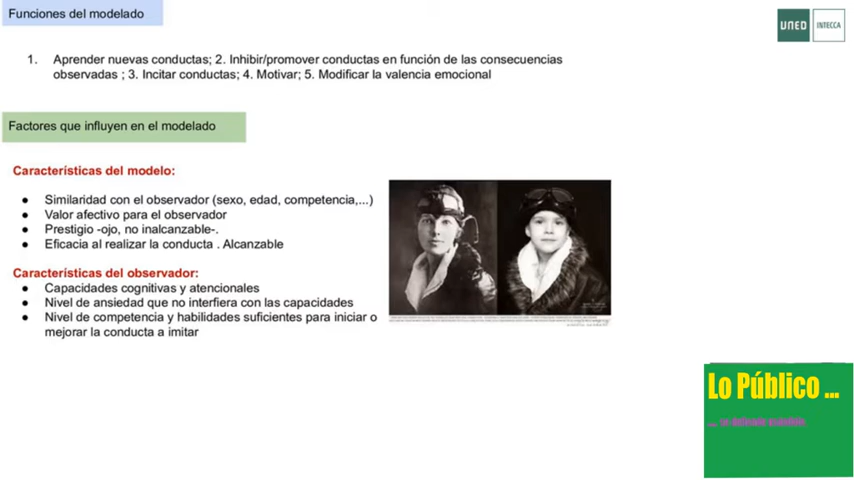 Funciones del modelado
UNED
INTECCA
1. Aprender nuevas conductas; 2. Inhibir/promover conductas en función de las consecuencias
observadas ; 3. Incitar conductas; 4. Motivar; 5. Modificar la valencia emocional
Factores que influyen en el modelado
Características del modelo:
● Similaridad con el observador (sexo, edad, competencia,...)
● Valor afectivo para el observador
● Prestigio -ojo, no inalcanzable-.
● Eficacia al realizar la conducta . Alcanzable
Características del observador:
● Capacidades cognitivas y atencionales
● Nivel de ansiedad que no interfiera con las capacidades
● Nivel de competencia y habilidades suficientes para iniciar o
mejorar la conducta a imitar
Lo Público ...